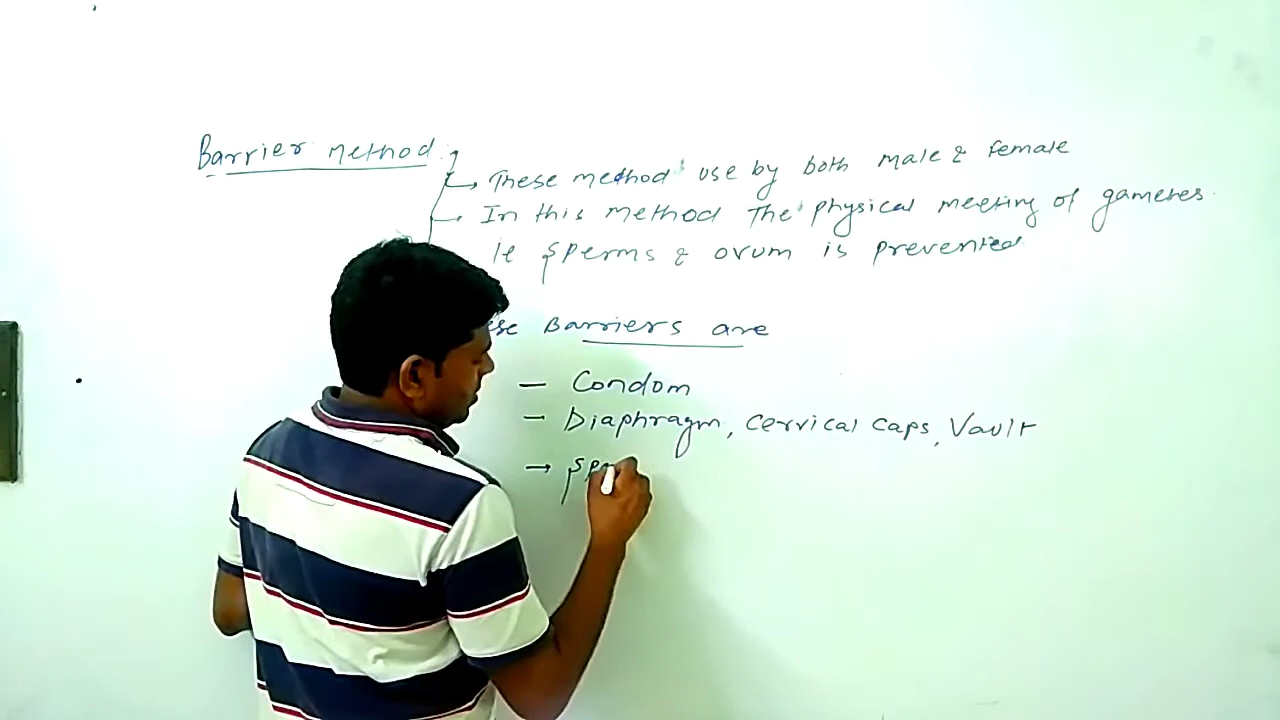 Barrier method
These method use by both male & female
In this method The physical meeting of gametes
ie sperms & ovum is prevented
Barriers are
— Condom
— Diaphragm, cervical caps, Vault
→